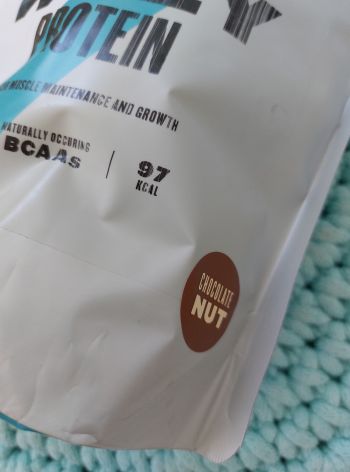 PROTEIN
MUSCLE MAINTENANCE AND GROWTH
NATURALLY OCCURING
BCAAs
97
KCAL
CHOCOLATE
NUT